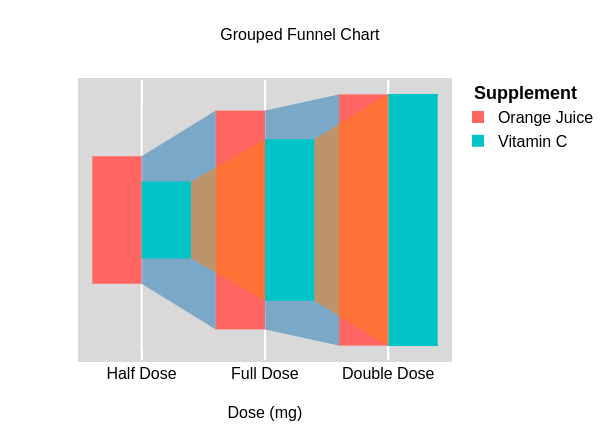 Grouped Funnel Chart
Supplement
Orange Juice
Vitamin C
Half Dose
Full Dose
Double Dose
Dose (mg)